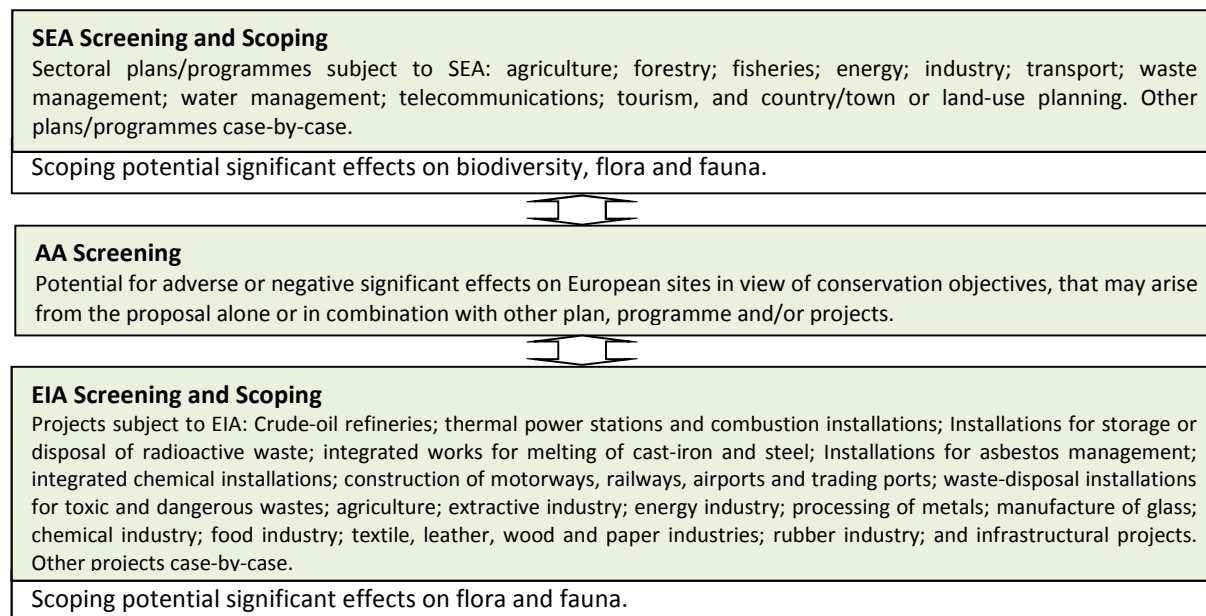 SEA Screening and Scoping
Sectoral plans/programmes subject to SEA: agriculture; forestry; fisheries; energy; industry; transport; waste
management; water management; telecommunications; tourism, and country/town or land-use planning. Other
plans/programmes case-by-case.
Scoping potential significant effects on biodiversity, flora and fauna.
AA Screening
Potential for adverse or negative significant effects on European sites in view of conservation objectives, that may arise
from the proposal alone or in combination with other plan, programme and/or projects.
EIA Screening and Scoping
Projects subject to EIA: Crude-oil refineries; thermal power stations and combustion installations; Installations for storage or
disposal of radioactive waste; integrated works for melting of cast-iron and steel; Installations for asbestos management;
integrated chemical installations; construction of motorways, railways, airports and trading ports; waste-disposal installations
for toxic and dangerous wastes; agriculture; extractive industry; energy industry; processing of metals; manufacture of glass;
chemical industry; food industry; textile, leather, wood and paper industries; rubber industry; and infrastructural projects.
Other projects case-by-case.
Scoping potential significant effects on flora and fauna.